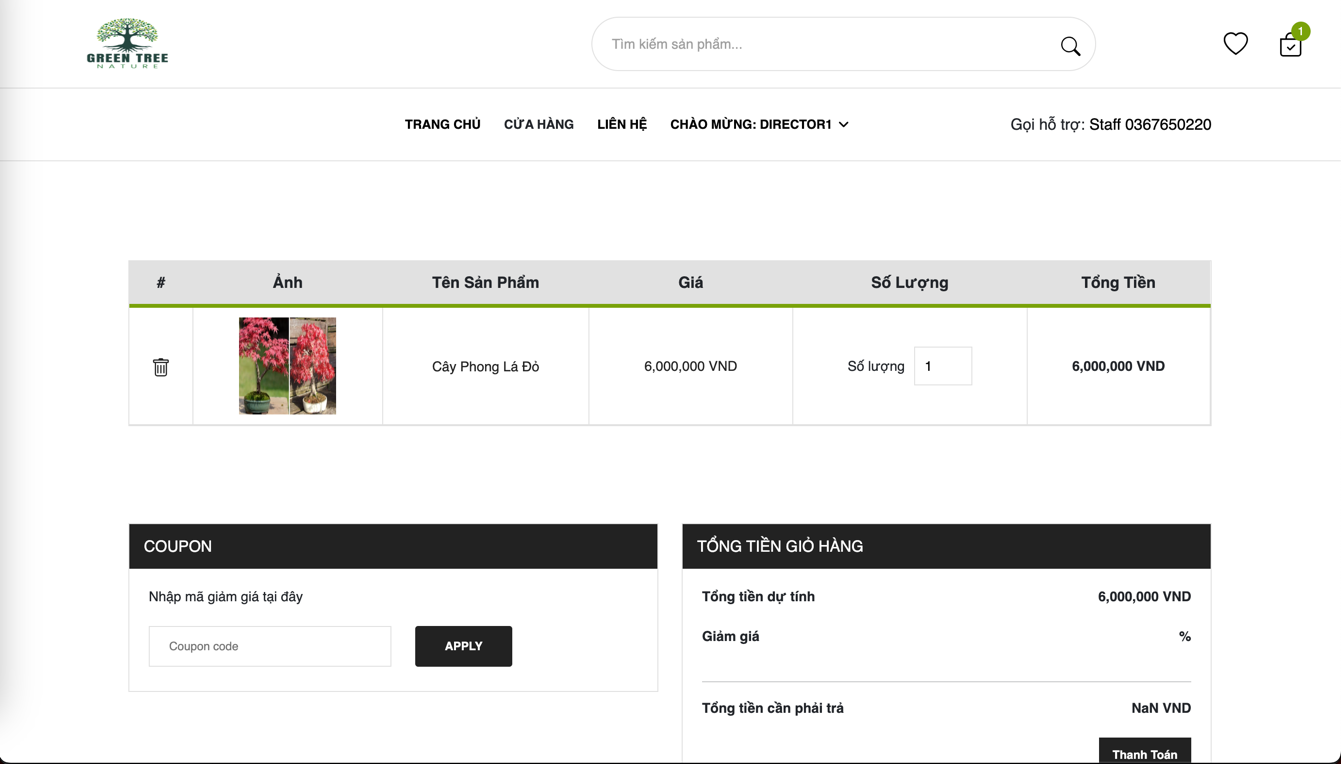 GREEN TREE
NATURE
Tìm kiếm sản phẩm...
1
TRANG CHỦ CỬA HÀNG LIÊN HỆ CHÀO MỪNG: DIRECTOR1
Gọi hỗ trợ: Staff 0367650220
# Ảnh Tên Sản Phẩm Giá Số Lượng Tổng Tiền
Cây Phong Lá Đỏ 6,000,000 VND Số lượng 1 6,000,000 VND
COUPON
Nhập mã giảm giá tại đây
Coupon code APPLY
TỔNG TIỀN GIỎ HÀNG
Tổng tiền dự tính 6,000,000 VND
Giảm giá %
Tổng tiền cần phải trả NaN VND
Thanh Toán